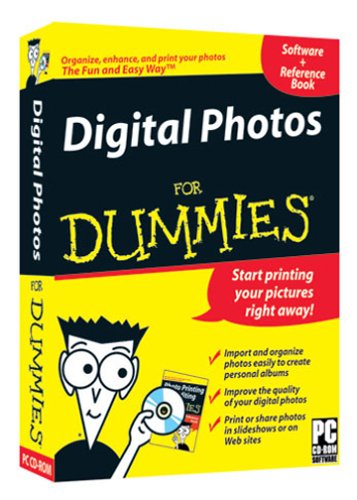 Organize, enhance, and print your photos
The Fun and Easy Way™
Software
+
Reference
Book
Digital Photos
FOR
DUMMIES®
Start printing
your pictures
right away!
Import and organize
photos easily to create
personal albums
Improve the quality
of your digital photos
Print or share photos
in slideshows or on
Web sites
Photo Printing
DUMMIES
PC
CD-ROM
SOFTWARE
Digital Photos
FOR
DUMMIES
PC CD-ROM